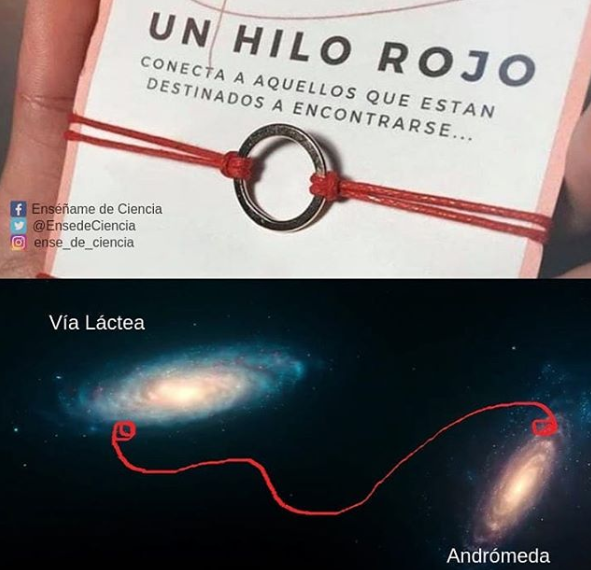 UN HILO ROJO
CONECTA A AQUELLOS QUE ESTAN
DESTINADOS A ENCONTRARSE...
Enséñame de Ciencia
@EnsedeCiencia
ense_de_ciencia
Vía Láctea
Andrómeda